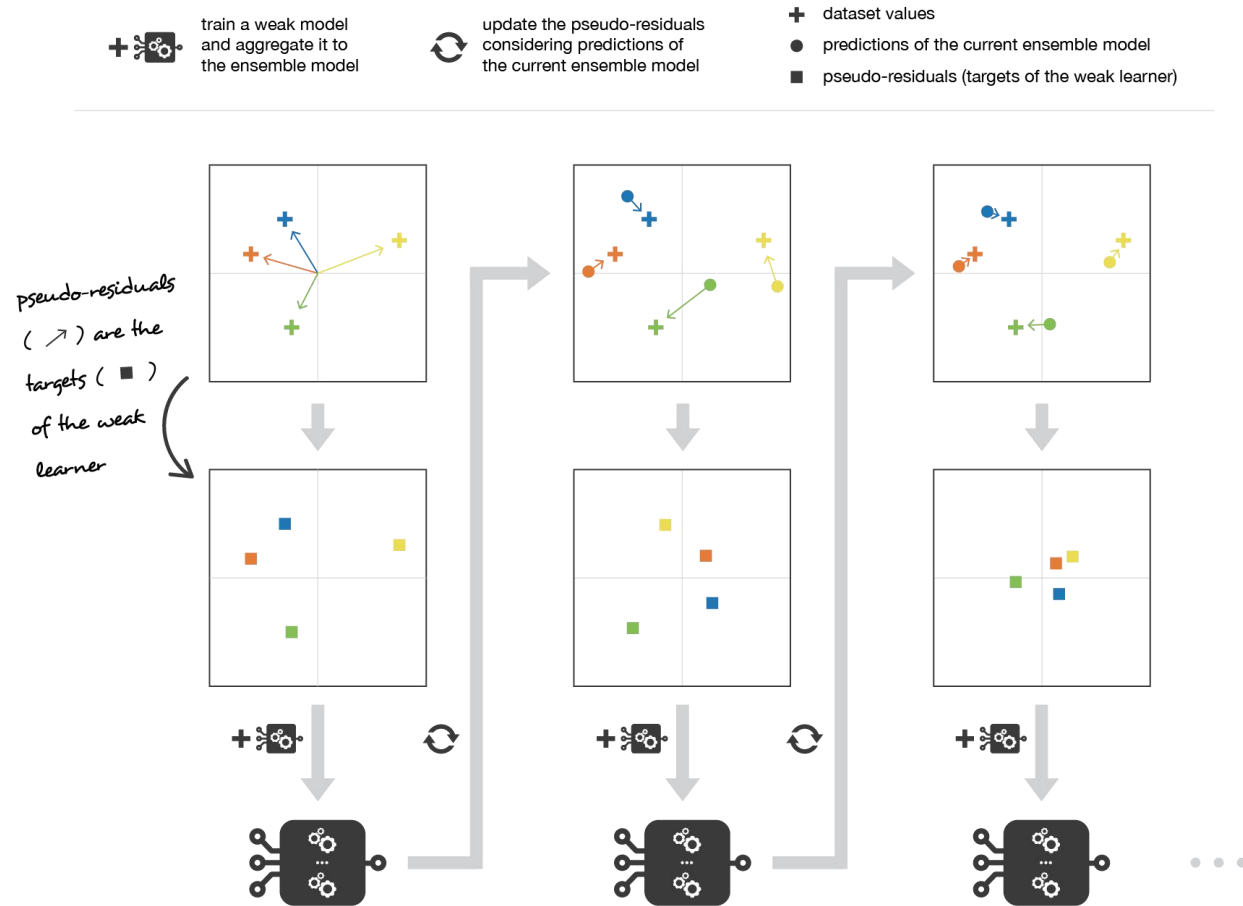 train a weak model
and aggregate it to
the ensemble model
update the pseudo-residuals
considering predictions of
the current ensemble model
dataset values
predictions of the current ensemble model
pseudo-residuals (targets of the weak learner)
pseudo-residuals
( ↗ ) are the
targets ( ■ )
of the weak
learner